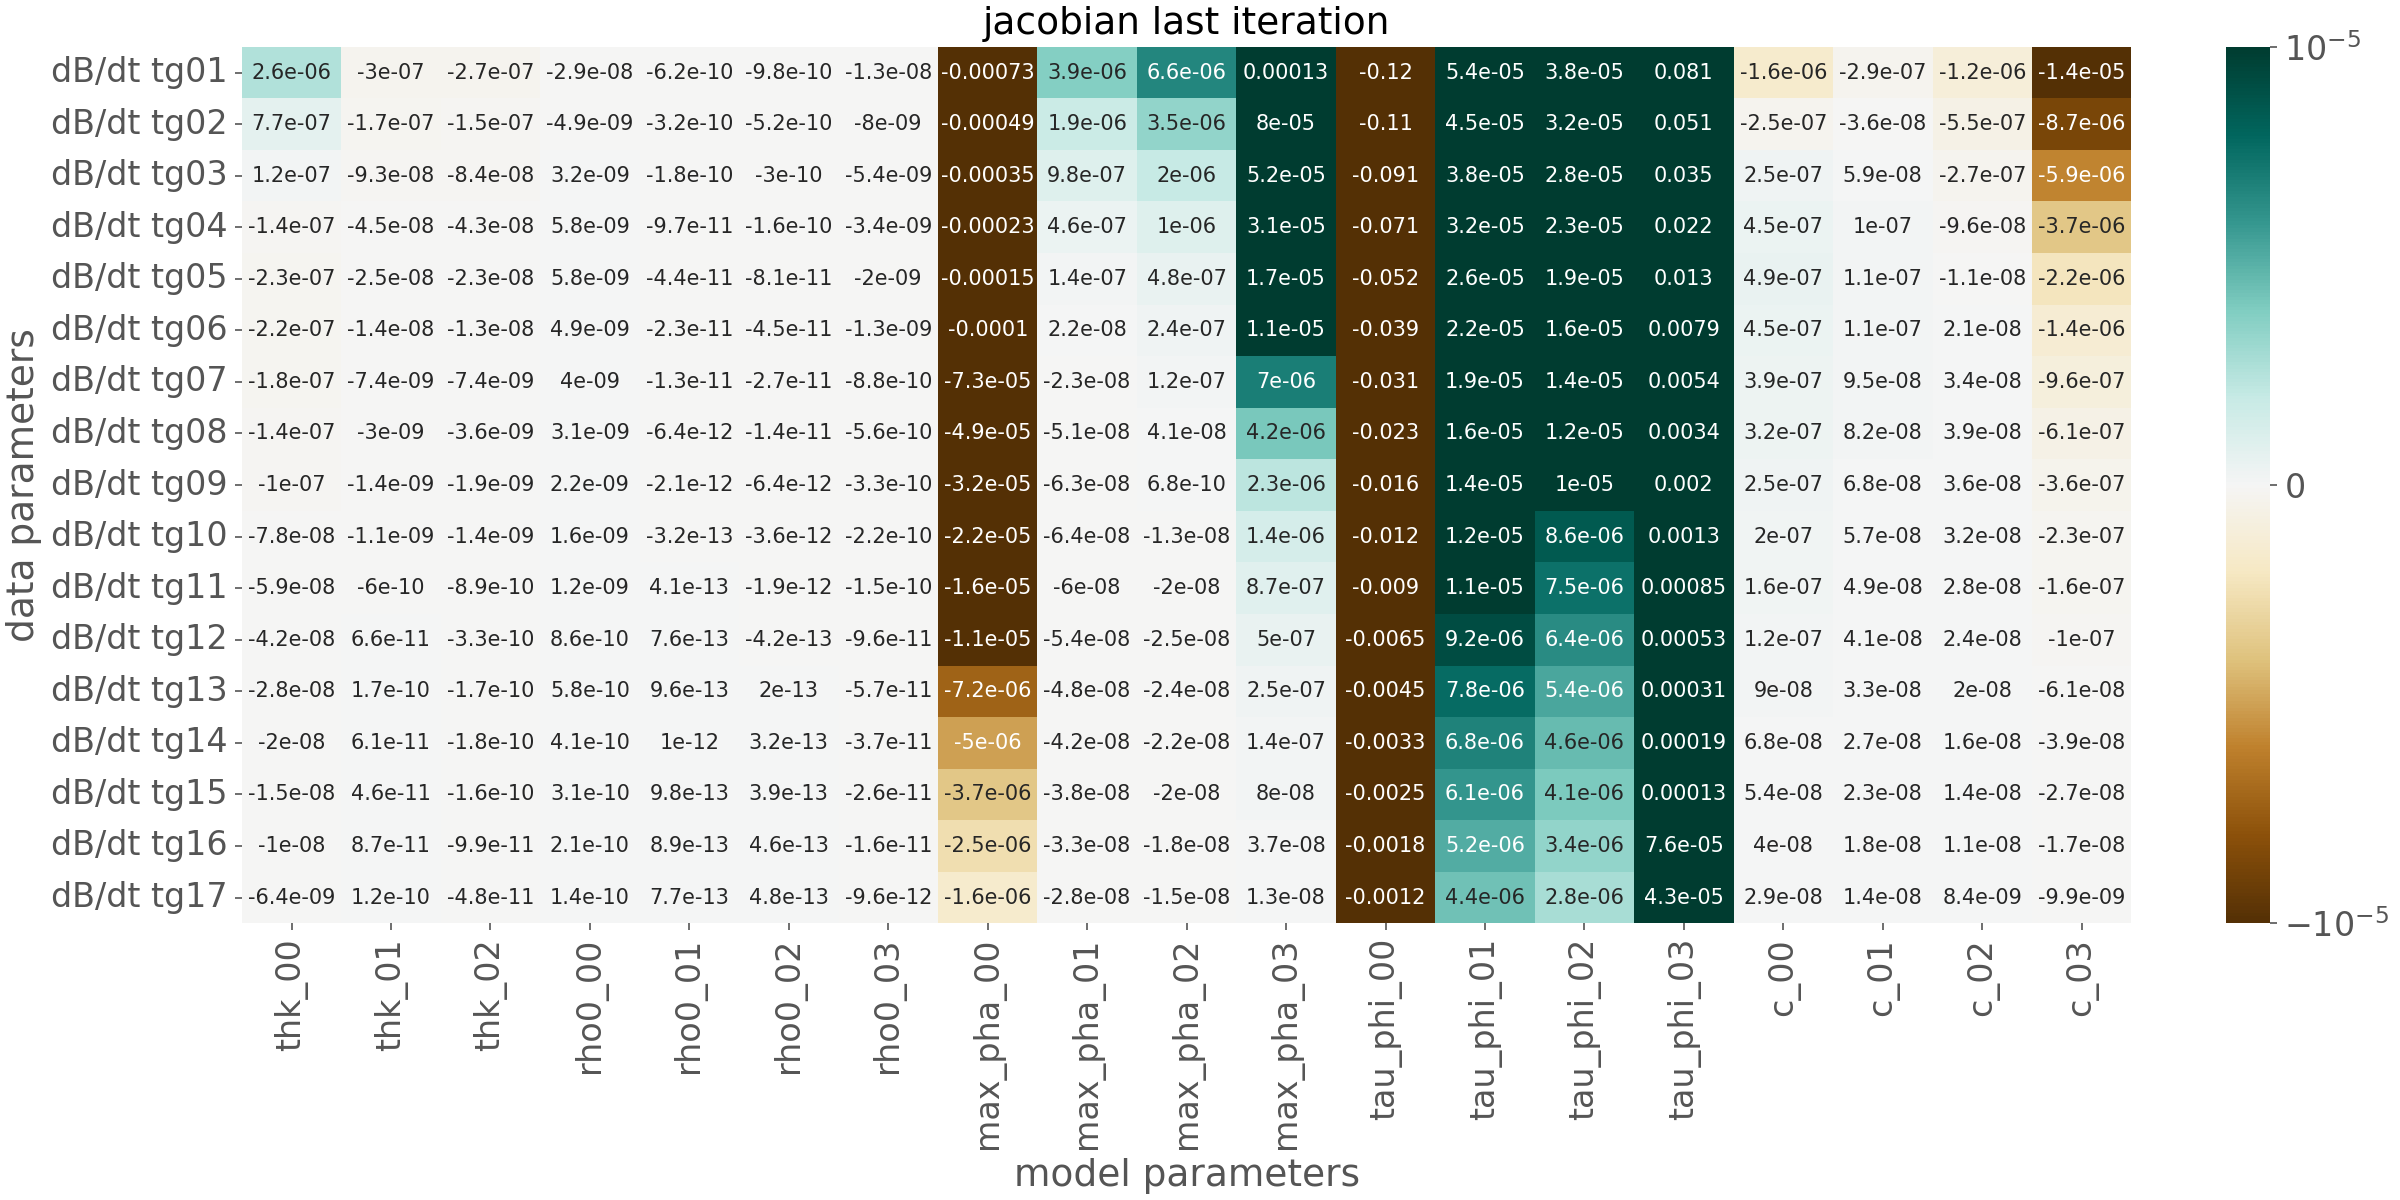 jacobian last iteration
dB/dt tg01 2.6e-06 -3e-07 -2.7e-07 -2.9e-08 -6.2e-10 -9.8e-10 -1.3e-08 -0.00073 3.9e-06 6.6e-06 0.00013 -0.12 5.4e-05 3.8e-05 0.081 -1.6e-06 -2.9e-07 -1.2e-06 -1.4e-05
dB/dt tg02 7.7e-07 -1.7e-07 -1.5e-07 -4.9e-09 -3.2e-10 -5.2e-10 -8e-09 -0.00049 1.9e-06 3.5e-06 8e-05 -0.11 4.5e-05 3.2e-05 0.051 -2.5e-07 -3.6e-08 -5.5e-07 -8.7e-06
dB/dt tg03 1.2e-07 -9.3e-08 -8.4e-08 3.2e-09 -1.8e-10 -3e-10 -5.4e-09 -0.00035 9.8e-07 2e-06 5.2e-05 -0.091 3.8e-05 2.8e-05 0.035 2.5e-07 5.9e-08 -2.7e-07 -5.9e-06
dB/dt tg04 -1.4e-07 -4.5e-08 -4.3e-08 5.8e-09 -9.7e-11 -1.6e-10 -3.4e-09 -0.00023 4.6e-07 1e-06 3.1e-05 -0.071 3.2e-05 2.3e-05 0.022 4.5e-07 1e-07 -9.6e-08 -3.7e-06
dB/dt tg05 -2.3e-07 -2.5e-08 -2.3e-08 5.8e-09 -4.4e-11 -8.1e-11 -2e-09 -0.00015 1.4e-07 4.8e-07 1.7e-05 -0.052 2.6e-05 1.9e-05 0.013 4.9e-07 1.1e-07 -1.1e-08 -2.2e-06
dB/dt tg06 -2.2e-07 -1.4e-08 -1.3e-08 4.9e-09 -2.3e-11 -4.5e-11 -1.3e-09 -0.0001 2.2e-08 2.4e-07 1.1e-05 -0.039 2.2e-05 1.6e-05 0.0079 4.5e-07 1.1e-07 2.1e-08 -1.4e-06
dB/dt tg07 -1.8e-07 -7.4e-09 -7.4e-09 4e-09 -1.3e-11 -2.7e-11 -8.8e-10 -7.3e-05 -2.3e-08 1.2e-07 7e-06 -0.031 1.9e-05 1.4e-05 0.0054 3.9e-07 9.5e-08 3.4e-08 -9.6e-07
dB/dt tg08 -1.4e-07 -3e-09 -3.6e-09 3.1e-09 -6.4e-12 -1.4e-11 -5.6e-10 -4.9e-05 -5.1e-08 4.1e-08 4.2e-06 -0.023 1.6e-05 1.2e-05 0.0034 3.2e-07 8.2e-08 3.9e-08 -6.1e-07
dB/dt tg09 -1e-07 -1.4e-09 -1.9e-09 2.2e-09 -2.1e-12 -6.4e-12 -3.3e-10 -3.2e-05 -6.3e-08 6.8e-10 2.3e-06 -0.016 1.4e-05 1e-05 0.002 2.5e-07 6.8e-08 3.6e-08 -3.6e-07
dB/dt tg10 -7.8e-08 -1.1e-09 -1.4e-09 1.6e-09 -3.2e-13 -3.6e-12 -2.2e-10 -2.2e-05 -6.4e-08 -1.3e-08 1.4e-06 -0.012 1.2e-05 8.6e-06 0.0013 2e-07 5.7e-08 3.2e-08 -2.3e-07
dB/dt tg11 -5.9e-08 -6e-10 -8.9e-10 1.2e-09 4.1e-13 -1.9e-12 -1.5e-10 -1.6e-05 -6e-08 -2e-08 8.7e-07 -0.009 1.1e-05 7.5e-06 0.00085 1.6e-07 4.9e-08 2.8e-08 -1.6e-07
dB/dt tg12 -4.2e-08 6.6e-11 -3.3e-10 8.6e-10 7.6e-13 -4.2e-13 -9.6e-11 -1.1e-05 -5.4e-08 -2.5e-08 5e-07 -0.0065 9.2e-06 6.4e-06 0.00053 1.2e-07 4.1e-08 2.4e-08 -1e-07
dB/dt tg13 -2.8e-08 1.7e-10 -1.7e-10 5.8e-10 9.6e-13 2e-13 -5.7e-11 -7.2e-06 -4.8e-08 -2.4e-08 2.5e-07 -0.0045 7.8e-06 5.4e-06 0.00031 9e-08 3.3e-08 2e-08 -6.1e-08
dB/dt tg14 -2e-08 6.1e-11 -1.8e-10 4.1e-10 1e-12 3.2e-13 -3.7e-11 -5e-06 -4.2e-08 -2.2e-08 1.4e-07 -0.0033 6.8e-06 4.6e-06 0.00019 6.8e-08 2.7e-08 1.6e-08 -3.9e-08
dB/dt tg15 -1.5e-08 4.6e-11 -1.6e-10 3.1e-10 9.8e-13 3.9e-13 -2.6e-11 -3.7e-06 -3.8e-08 -2e-08 8e-08 -0.0025 6.1e-06 4.1e-06 0.00013 5.4e-08 2.3e-08 1.4e-08 -2.7e-08
dB/dt tg16 -1e-08 8.7e-11 -9.9e-11 2.1e-10 8.9e-13 4.6e-13 -1.6e-11 -2.5e-06 -3.3e-08 -1.8e-08 3.7e-08 -0.0018 5.2e-06 3.4e-06 7.6e-05 4e-08 1.8e-08 1.1e-08 -1.7e-08
dB/dt tg17 -6.4e-09 1.2e-10 -4.8e-11 1.4e-10 7.7e-13 4.8e-13 -9.6e-12 -1.6e-06 -2.8e-08 -1.5e-08 1.3e-08 -0.0012 4.4e-06 2.8e-06 4.3e-05 2.9e-08 1.4e-08 8.4e-09 -9.9e-09
data parameters
thk_00 thk_01 thk_02 rho0_00 rho0_01 rho0_02 rho0_03 max_pha_00 max_pha_01 max_pha_02 max_pha_03 tau_phi_00 tau_phi_01 tau_phi_02 tau_phi_03 c_00 c_01 c_02 c_03
model parameters
10⁻⁵
0
−10⁻⁵